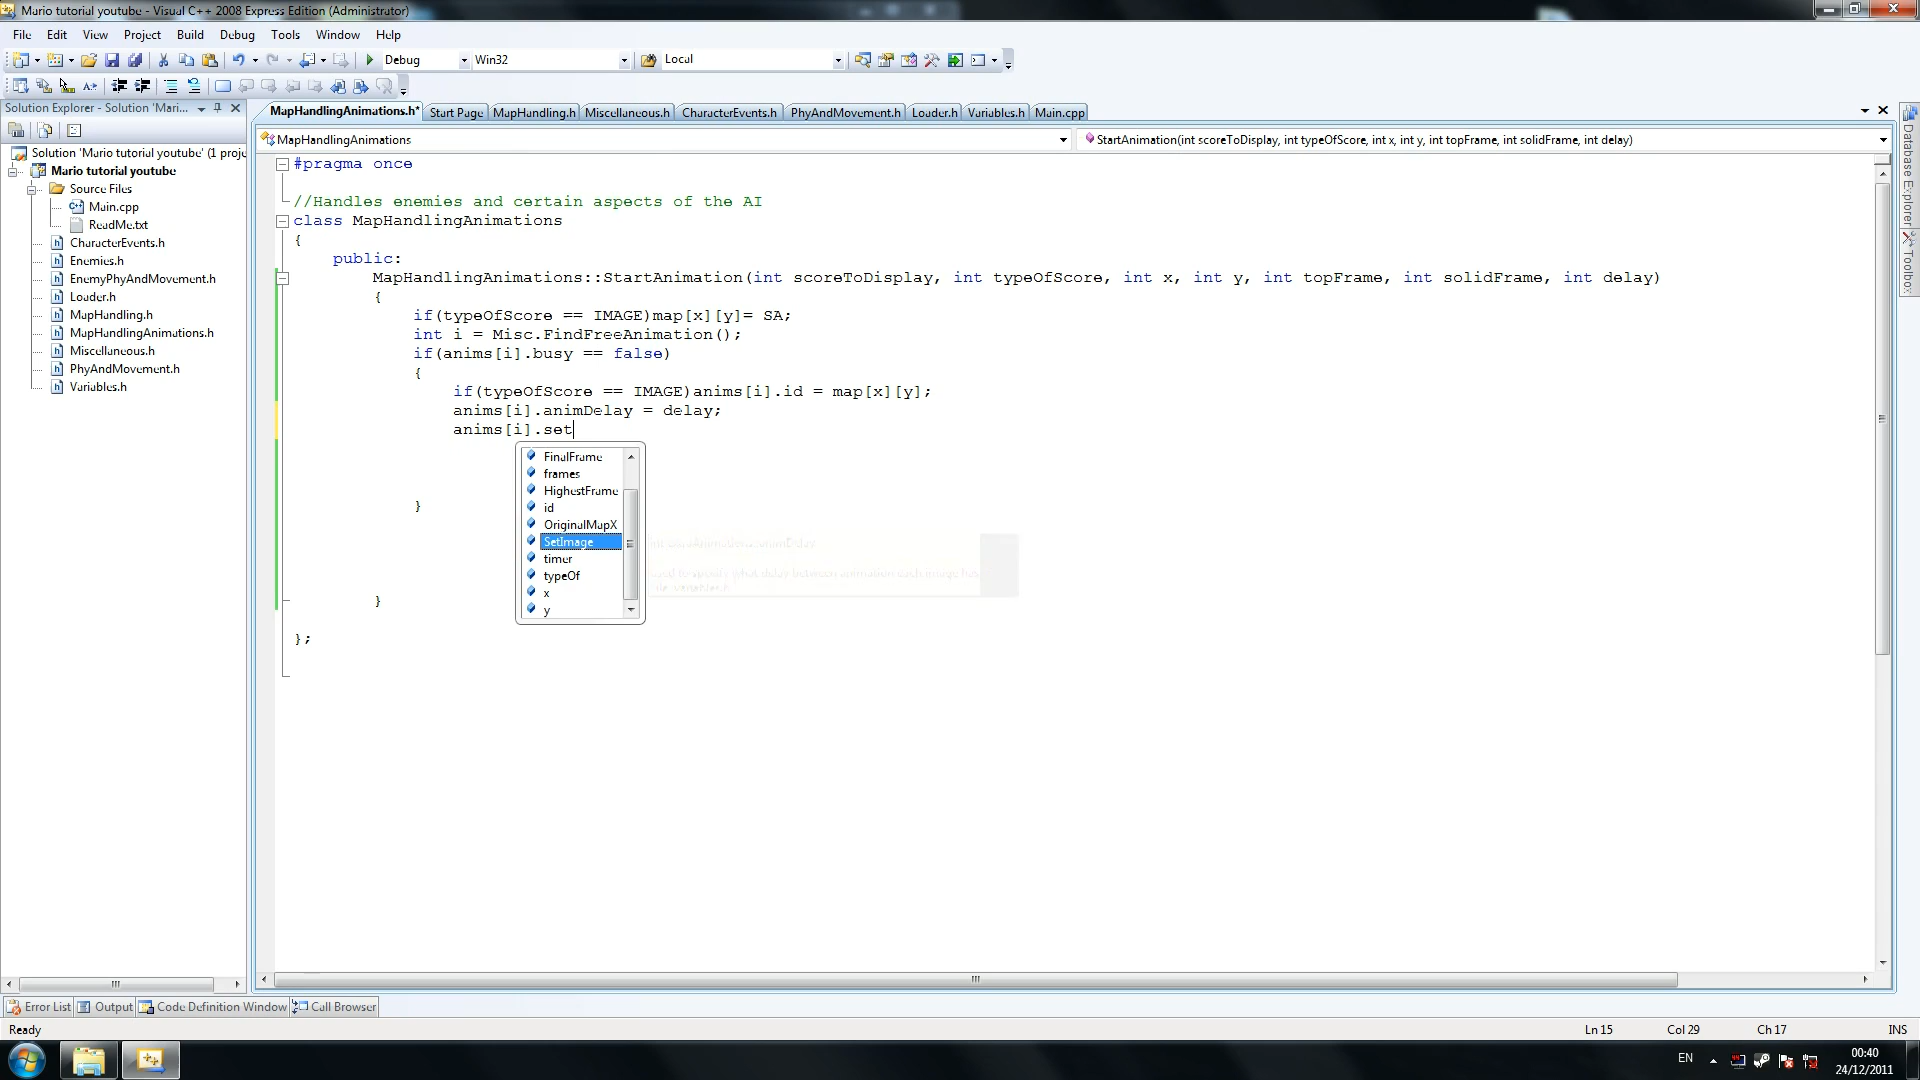 Mario tutorial youtube - Visual C++ 2008 Express Edition (Administrator)
File Edit View Project Build Debug Tools Window Help
Debug Win32 Local
Solution Explorer - Solution 'Mari...
MapHandlingAnimations.h* Start Page MapHandling.h Miscellaneous.h CharacterEvents.h PhyAndMovement.h Loader.h Variables.h Main.cpp
MapHandlingAnimations StartAnimation(int scoreToDisplay, int typeOfScore, int x, int y, int topFrame, int solidFrame, int delay)
Solution 'Mario tutorial youtube' (1 proje
Mario tutorial youtube
Source Files
Main.cpp
ReadMe.txt
CharacterEvents.h
Enemies.h
EnemyPhyAndMovement.h
Loader.h
MapHandling.h
MapHandlingAnimations.h
Miscellaneous.h
PhyAndMovement.h
Variables.h
#pragma once
//Handles enemies and certain aspects of the AI
class MapHandlingAnimations
{
public:
MapHandlingAnimations::StartAnimation(int scoreToDisplay, int typeOfScore, int x, int y, int topFrame, int solidFrame, int delay)
{
if(typeOfScore == IMAGE)map[x][y]= SA;
int i = Misc.FindFreeAnimation();
if(anims[i].busy == false)
{
if(typeOfScore == IMAGE)anims[i].id = map[x][y];
anims[i].animDelay = delay;
anims[i].set
FinalFrame
frames
HighestFrame
id
OriginalMapX
SetImage
timer
typeOf
x
y
}
}
};
Database Explorer
Toolbox
Error List Output Code Definition Window Call Browser
Ready Ln 15 Col 29 Ch 17 INS
EN 00:40
24/12/2011